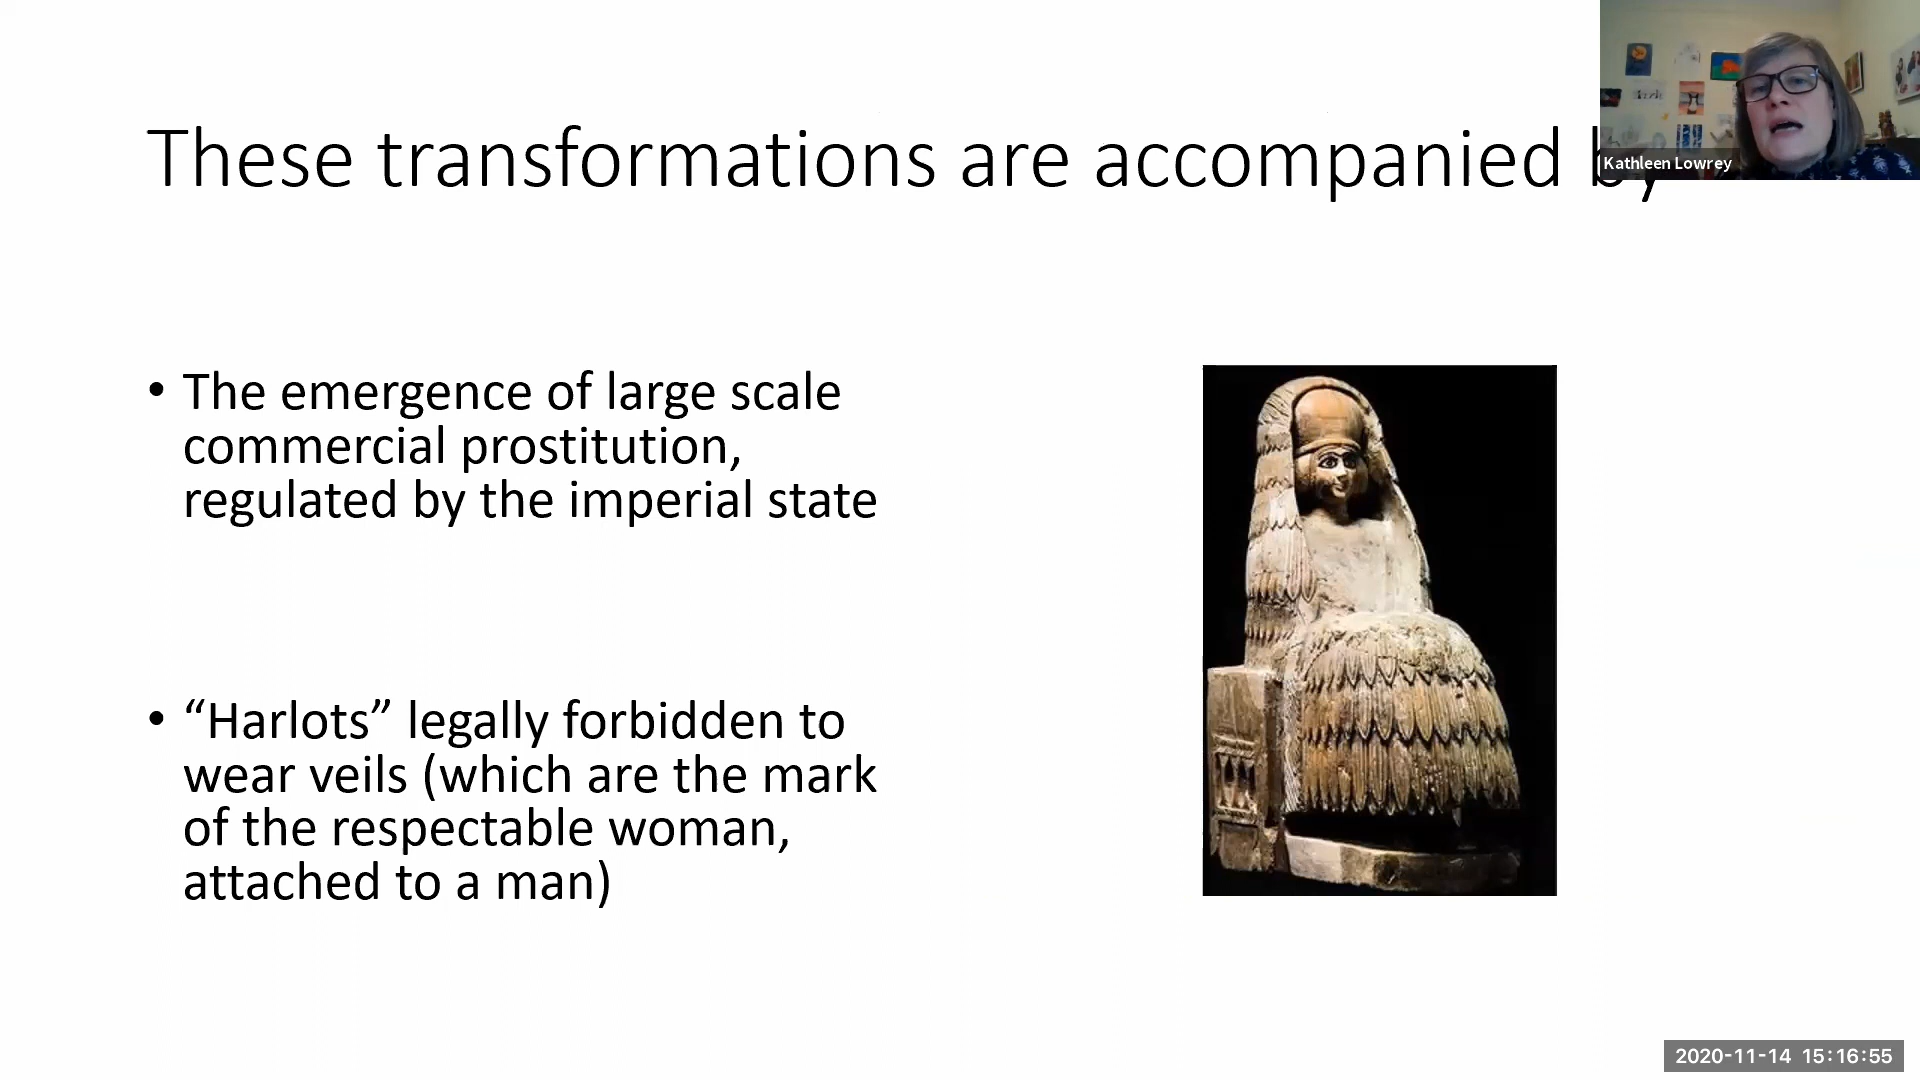 These transformations are accompanied by
Kathleen Lowrey
• The emergence of large scale
commercial prostitution,
regulated by the imperial state
• “Harlots” legally forbidden to
wear veils (which are the mark
of the respectable woman,
attached to a man)
2020-11-14 15:16:55